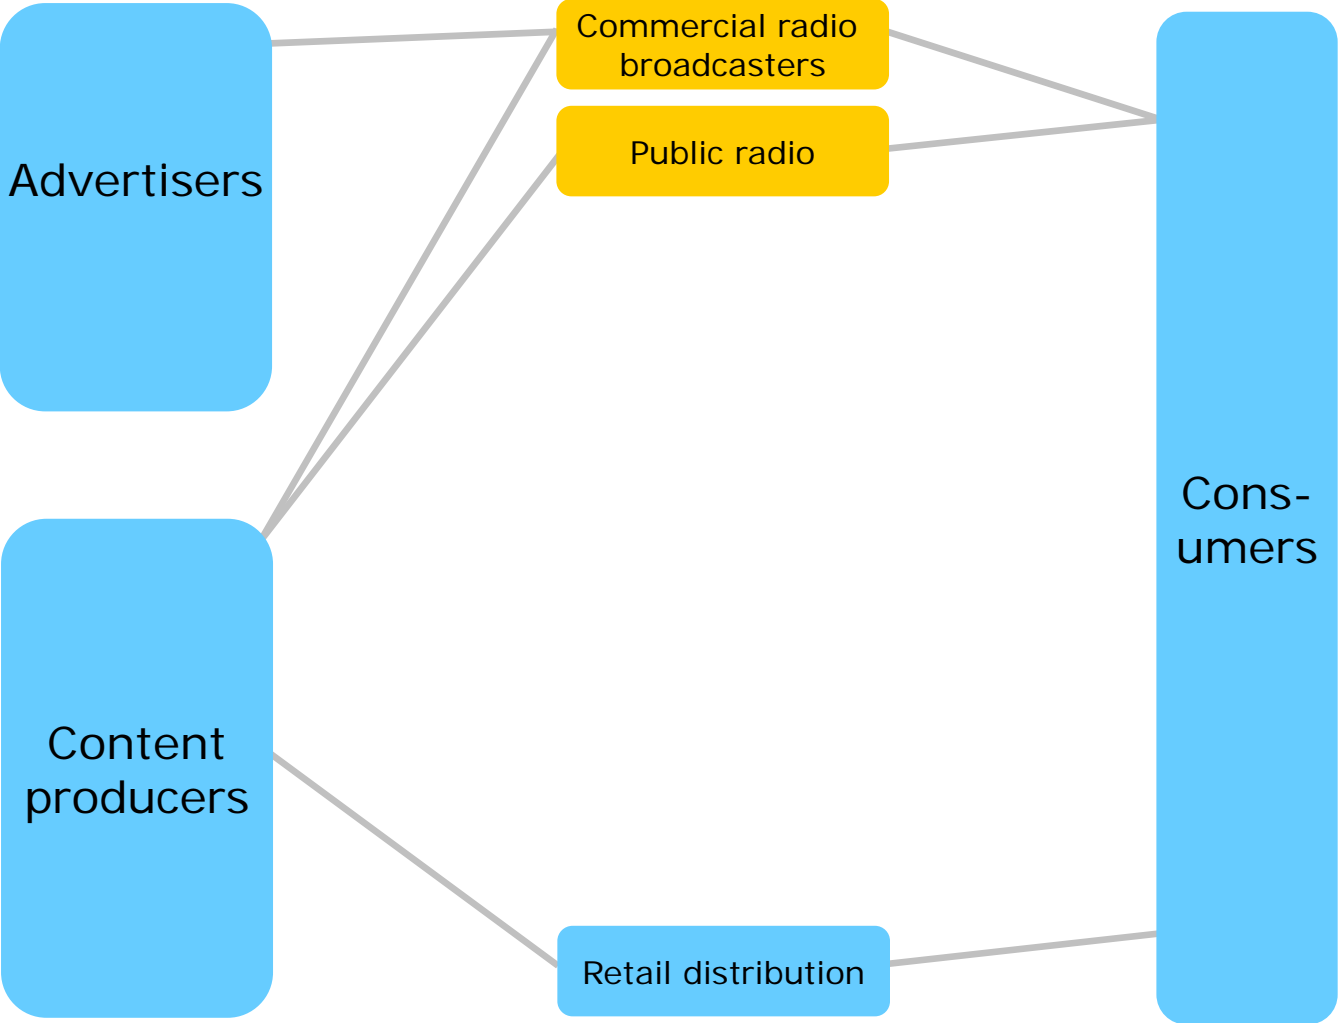 Commercial radio
broadcasters
Public radio
Advertisers
Cons-
umers
Content
producers
Retail distribution